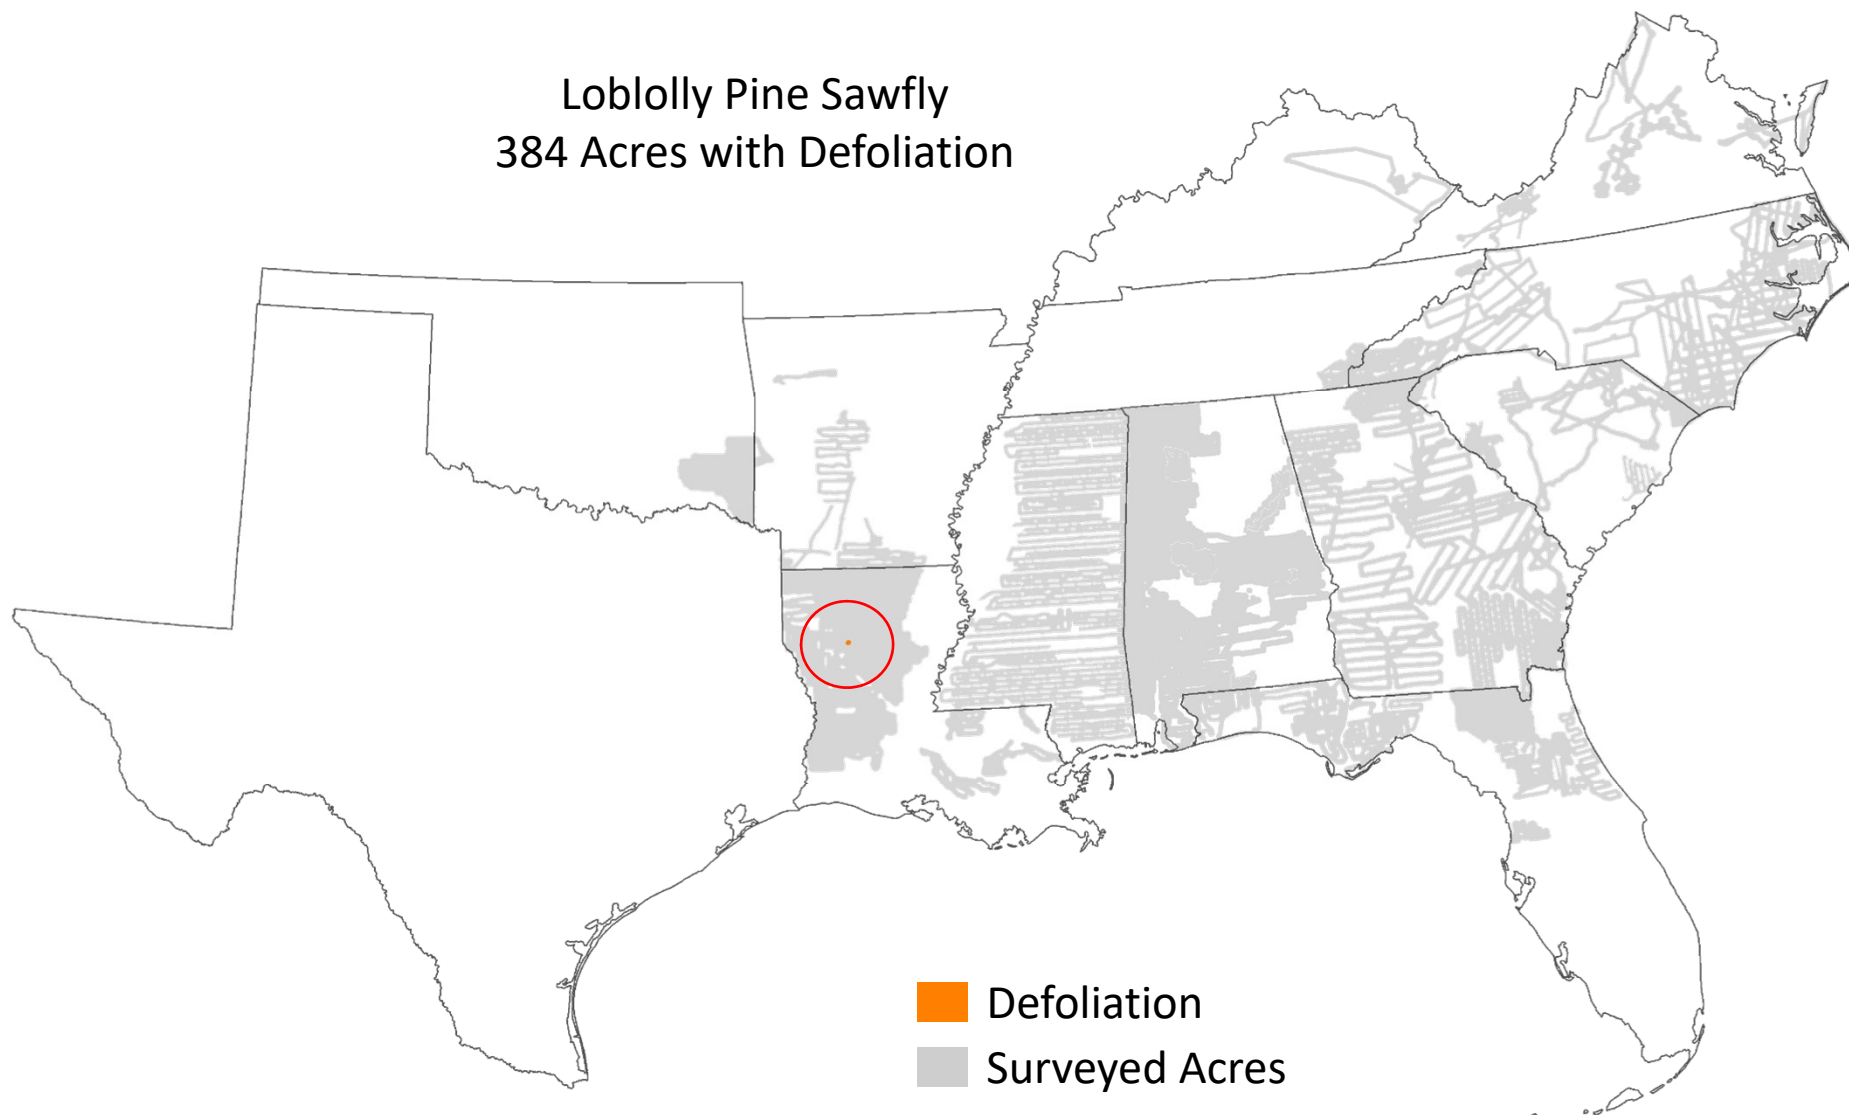 Loblolly Pine Sawfly
384 Acres with Defoliation
Defoliation
Surveyed Acres